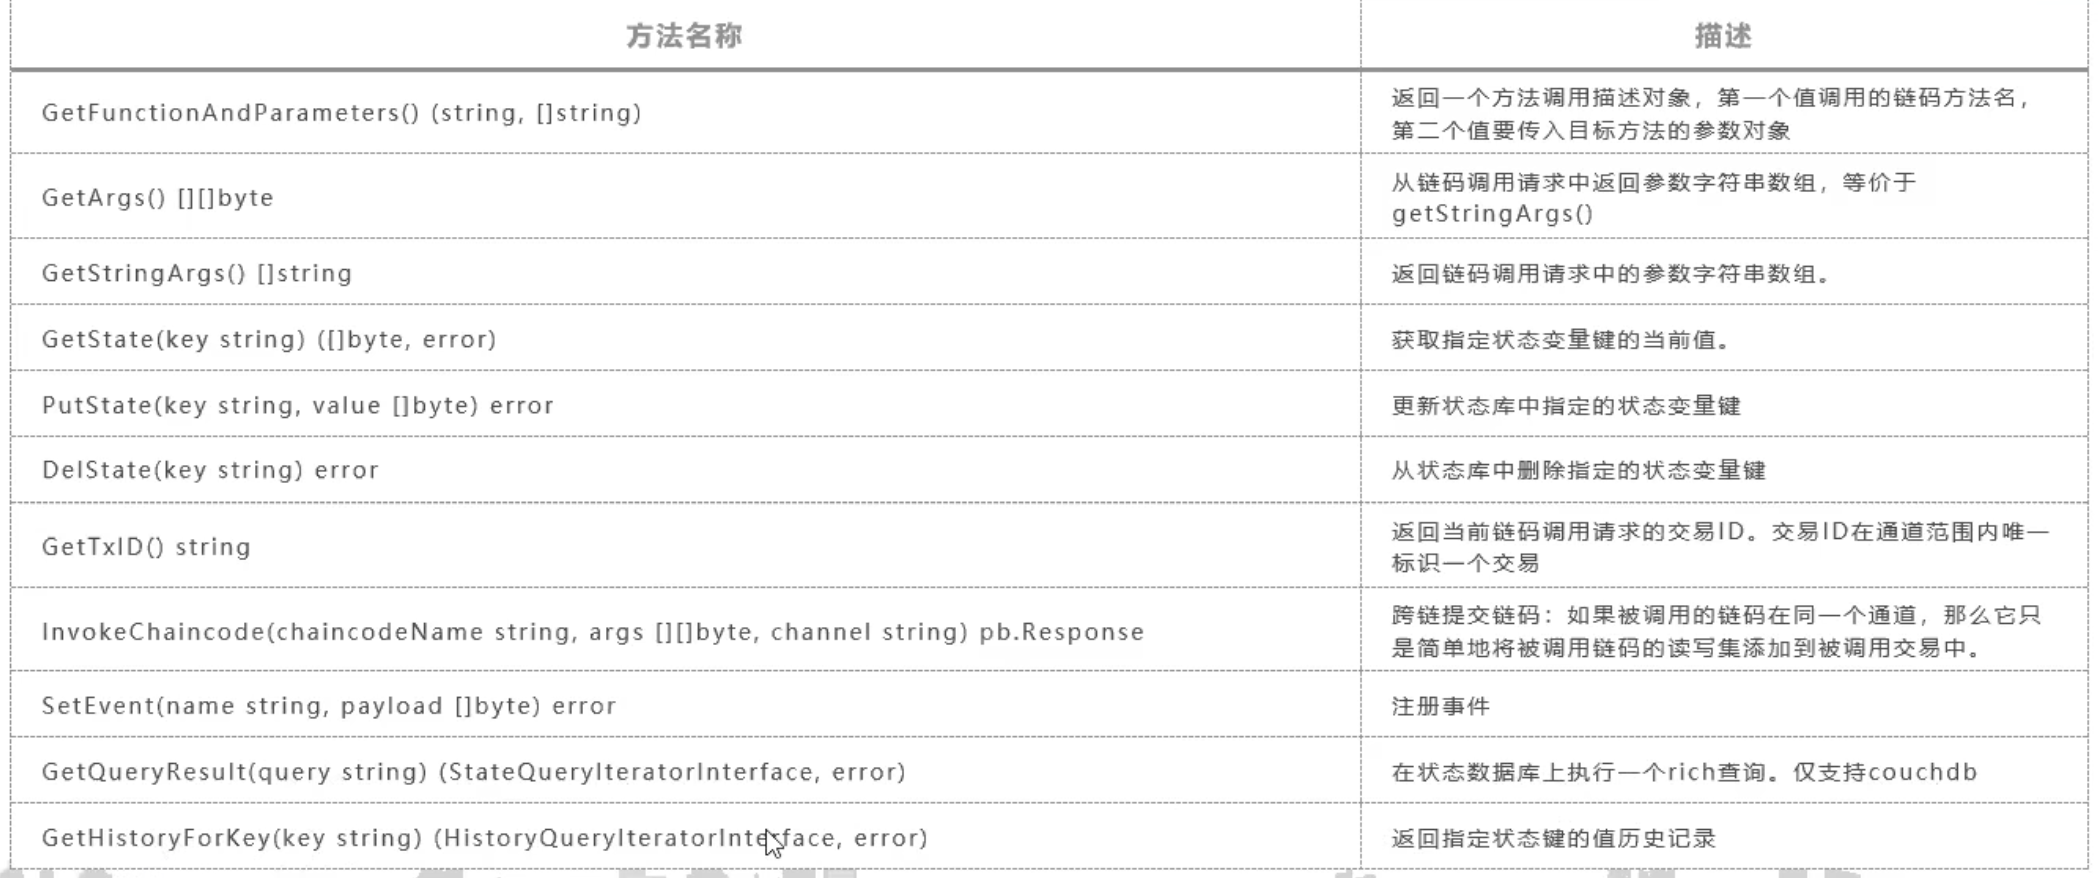 方法名称 描述
GetFunctionAndParameters() (string, []string)
返回一个方法调用描述对象，第一个值调用的链码方法名，
第二个值要传入目标方法的参数对象
GetArgs() [][]byte
从链码调用请求中返回参数字符串数组，等价于
getStringArgs()
GetStringArgs() []string
返回链码调用请求中的参数字符串数组。
GetState(key string) ([]byte, error)
获取指定状态变量键的当前值。
PutState(key string, value []byte) error
更新状态库中指定的状态变量键
DelState(key string) error
从状态库中删除指定的状态变量键
GetTxID() string
返回当前链码调用请求的交易ID。交易ID在通道范围内唯一
标识一个交易
InvokeChaincode(chaincodeName string, args [][]byte, channel string) pb.Response
跨链提交链码：如果被调用的链码在同一个通道，那么它只
是简单地将被调用链码的读写集添加到被调用交易中。
SetEvent(name string, payload []byte) error
注册事件
GetQueryResult(query string) (StateQueryIteratorInterface, error)
在状态数据库上执行一个rich查询。仅支持couchdb
GetHistoryForKey(key string) (HistoryQueryIteratorInterface, error)
返回指定状态键的值历史记录